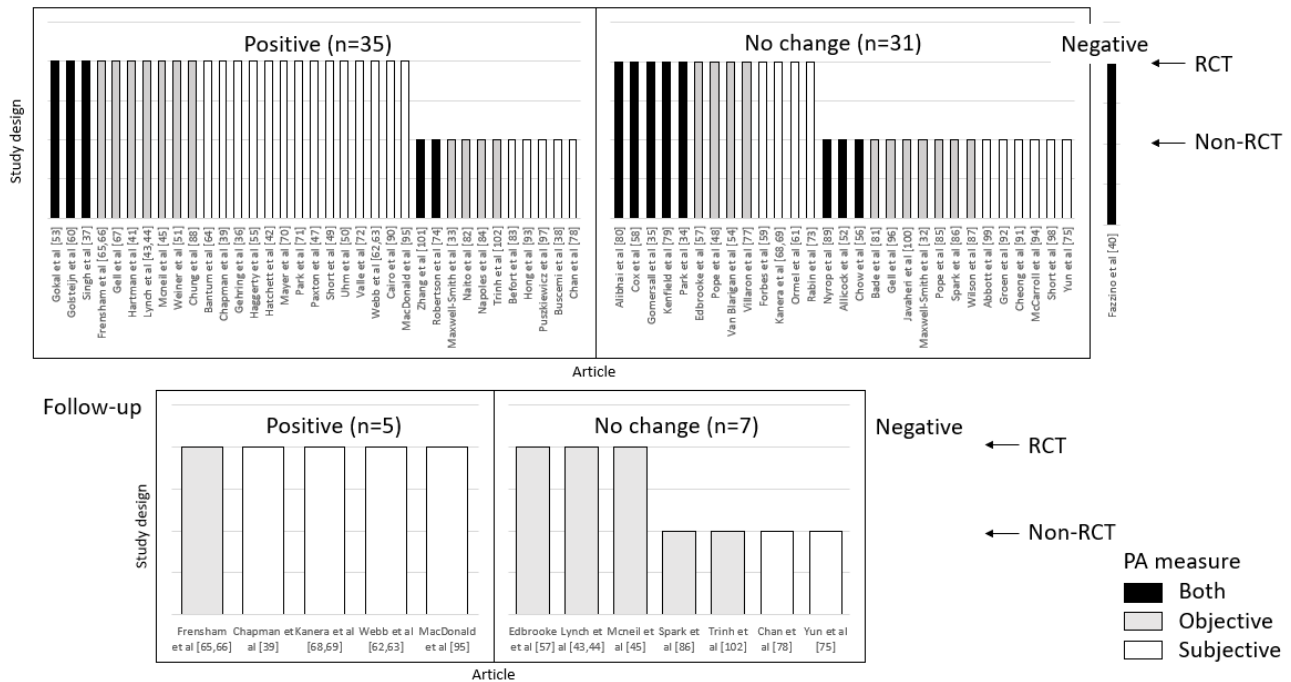 Positive (n=35)
No change (n=31)
Negative
RCT
Non-RCT
Study design
Gokal et al [53]
Golsteijn et al [60]
Singh et al [37]
Frensham et al [65,66]
Gell et al [67]
Hartman et al [41]
Lynch et al [43,44]
Mcneil et al [45]
Weiner et al [51]
Chung et al [88]
Bantum et al [64]
Chapman et al [39]
Gehring et al [36]
Haggerty et al [55]
Hatchett et al [42]
Mayer et al [70]
Park et al [71]
Paxton et al [47]
Short et al [49]
Uhm et al [50]
Valle et al [72]
Webb et al [62,63]
Cairo et al [90]
MacDonald et al [95]
Zhang et al [101]
Robertson et al [74]
Maxwell-Smith et al [33]
Naito et al [82]
Napoles et al [84]
Trinh et al [102]
Befort et al [83]
Hong et al [93]
Puszkiewicz et al [97]
Buscemi et al [38]
Chan et al [78]
Alibhai et al [80]
Cox et al [58]
Gomersall et al [35]
Kenfield et al [79]
Park et al [34]
Edbrooke et al [57]
Pope et al [48]
Van Blarigan et al [54]
Villaron et al [77]
Forbes et al [59]
Kanera et al [68,69]
Ormel et al [61]
Rabin et al [73]
Nyrop et al [89]
Allicock et al [52]
Chow et al [56]
Bade et al [81]
Gell et al [96]
Javaheri et al [100]
Maxwell-Smith et al [32]
Pope et al [85]
Spark et al [86]
Wilson et al [87]
Abbott et al [99]
Groen et al [92]
Cheong et al [91]
McCarroll et al [94]
Short et al [98]
Yun et al [75]
Fazzino et al [40]
Article
Follow-up
Positive (n=5)
No change (n=7)
Negative
RCT
Non-RCT
Study design
Frensham
et al [65,66]
Chapman et
al [39]
Kanera et al
[68,69]
Webb et al
[62,63]
MacDonald
et al [95]
Edbrooke et
al [57]
Lynch et
al [43,44]
Mcneil et
al [45]
Spark et al
[86]
Trinh et al
[102]
Chan et
al [78]
Yun et al
[75]
Article
PA measure
Both
Objective
Subjective